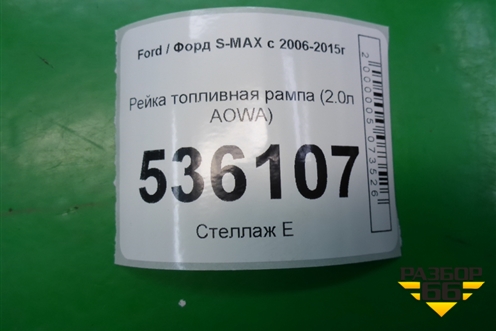 Ford / Форд S-MAX с 2006-2015г
Рейка топливная рампа (2.0л
AOWA)
536107
Стеллаж Е
2000005073526
РАЗБОР
66